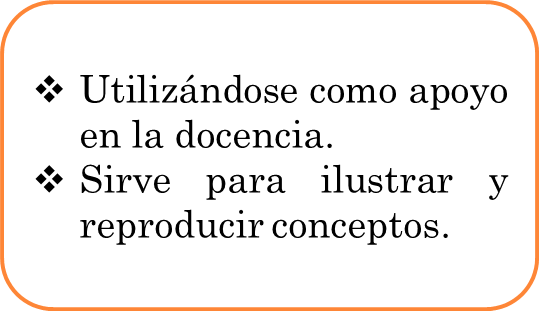 ❖ Utilizándose como apoyo
en la docencia.
❖ Sirve para ilustrar y
reproducir conceptos.